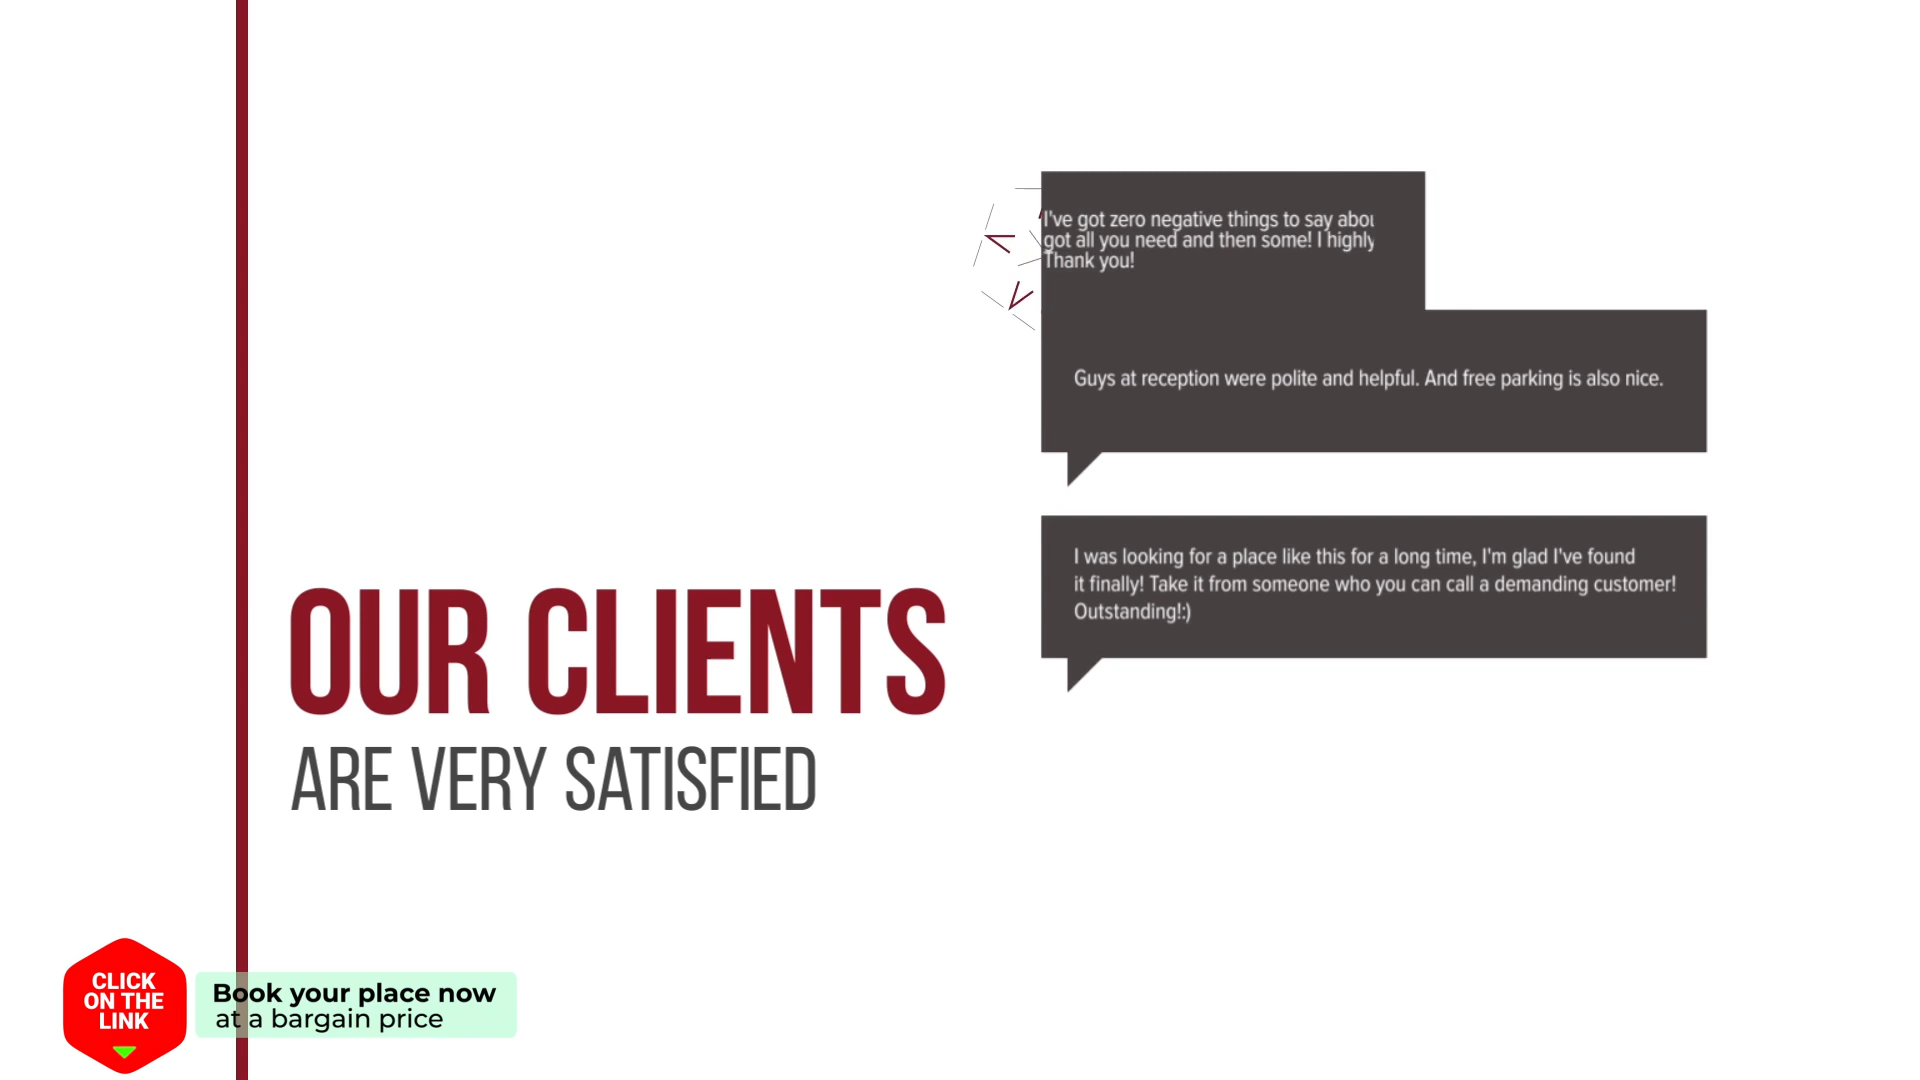 I've got zero negative things to say
got all you need and then some! I highly
Thank you!
Guys at reception were polite and helpful. And free parking is also nice.
I was looking for a place like this for a long time, I'm glad I've found
it finally! Take it from someone who you can call a demanding customer!
Outstanding!:)
OUR CLIENTS
ARE VERY SATISFIED
CLICK
ON THE
LINK
Book your place now
at a bargain price